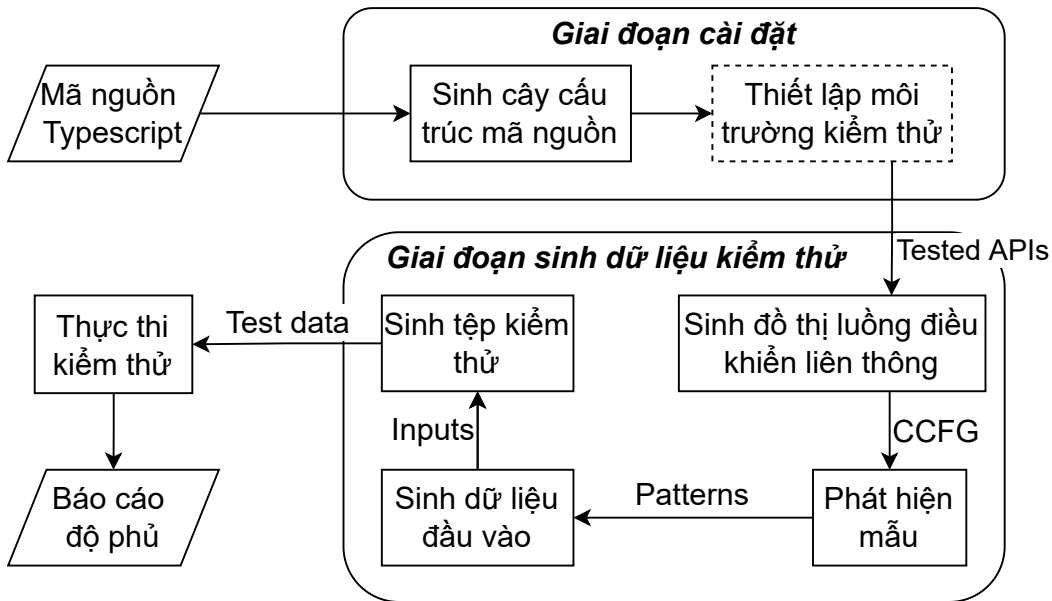 Giai đoạn cài đặt
Mã nguồn
Typescript
Sinh cây cấu
trúc mã nguồn
Thiết lập môi
trường kiểm thử
Tested APIs
Giai đoạn sinh dữ liệu kiểm thử
Thực thi
kiểm thử
Test data
Sinh tệp kiểm
thử
Sinh đồ thị luồng điều
khiển liên thông
Inputs
CCFG
Báo cáo
độ phủ
Sinh dữ liệu
đầu vào
Patterns
Phát hiện
mẫu